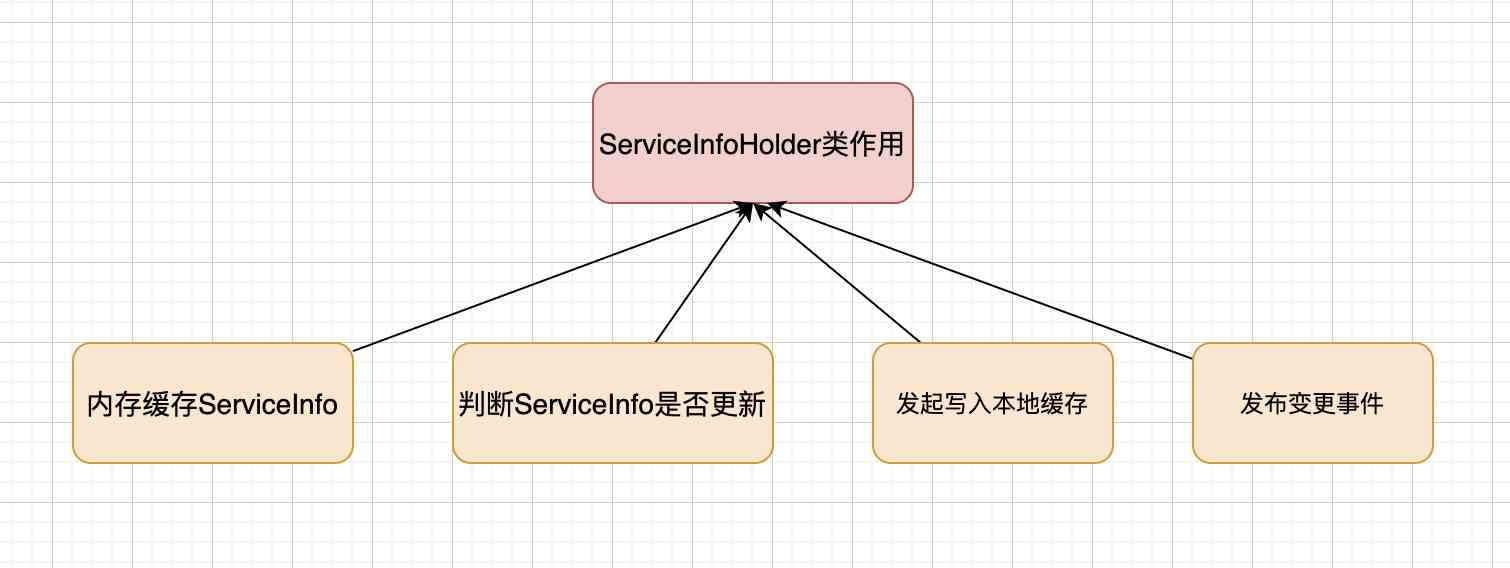 ServiceInfoHolder类作用
内存缓存ServiceInfo
判断ServiceInfo是否更新
发起写入本地缓存
发布变更事件